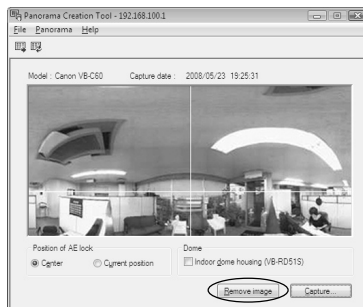 Panorama Creation Tool - 192.168.100.1
File Panorama Help
Model : Canon VB-C60 Capture date : 2008/05/23 19:25:31
Position of AE lock
Center Current position
Dome
Indoor dome housing (VB-RD51S)
Remove image Capture...